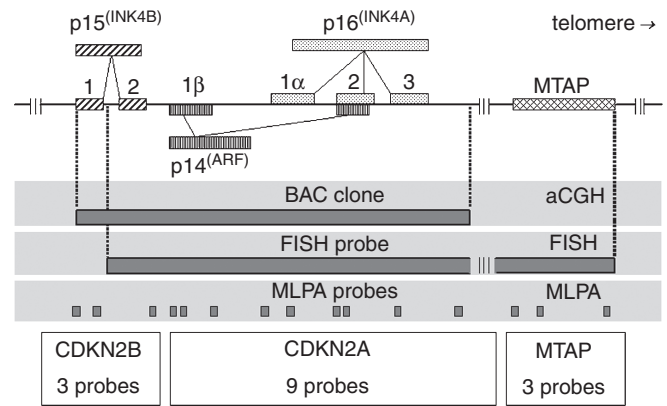 p15(INK4B)
p16(INK4A)
telomere →
1 2 1β 1α 2 3 MTAP
p14(ARF)
BAC clone aCGH
FISH probe FISH
MLPA probes MLPA
CDKN2B CDKN2A MTAP
3 probes 9 probes 3 probes